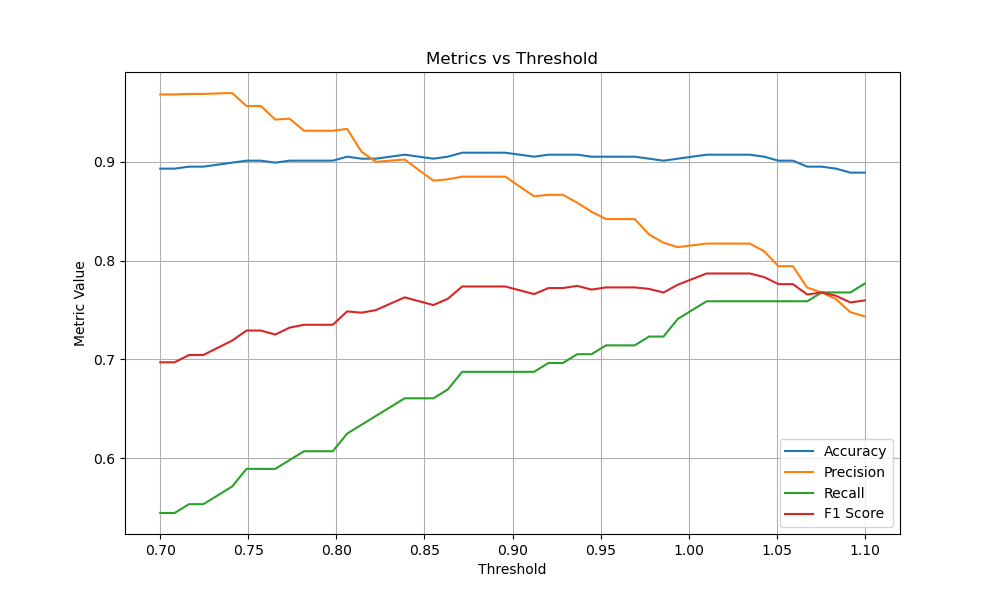 Metrics vs Threshold
Metric Value
0.9
0.8
0.7
0.6
0.70 0.75 0.80 0.85 0.90 0.95 1.00 1.05 1.10
Threshold
Accuracy
Precision
Recall
F1 Score